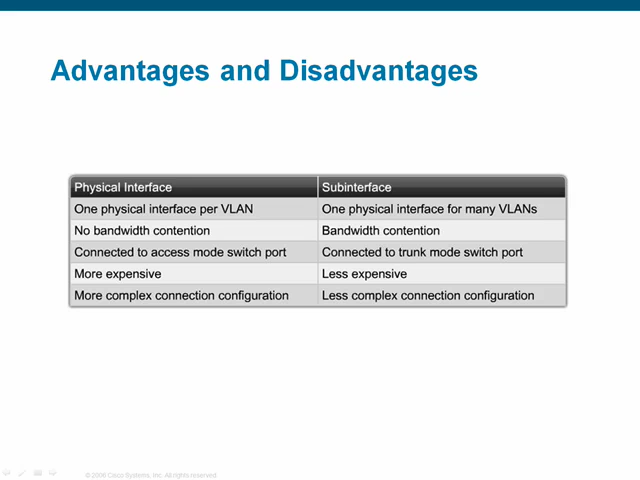 Advantages and Disadvantages
Physical Interface Subinterface
One physical interface per VLAN One physical interface for many VLANs
No bandwidth contention Bandwidth contention
Connected to access mode switch port Connected to trunk mode switch port
More expensive Less expensive
More complex connection configuration Less complex connection configuration
© 2006 Cisco Systems, Inc. All rights reserved.